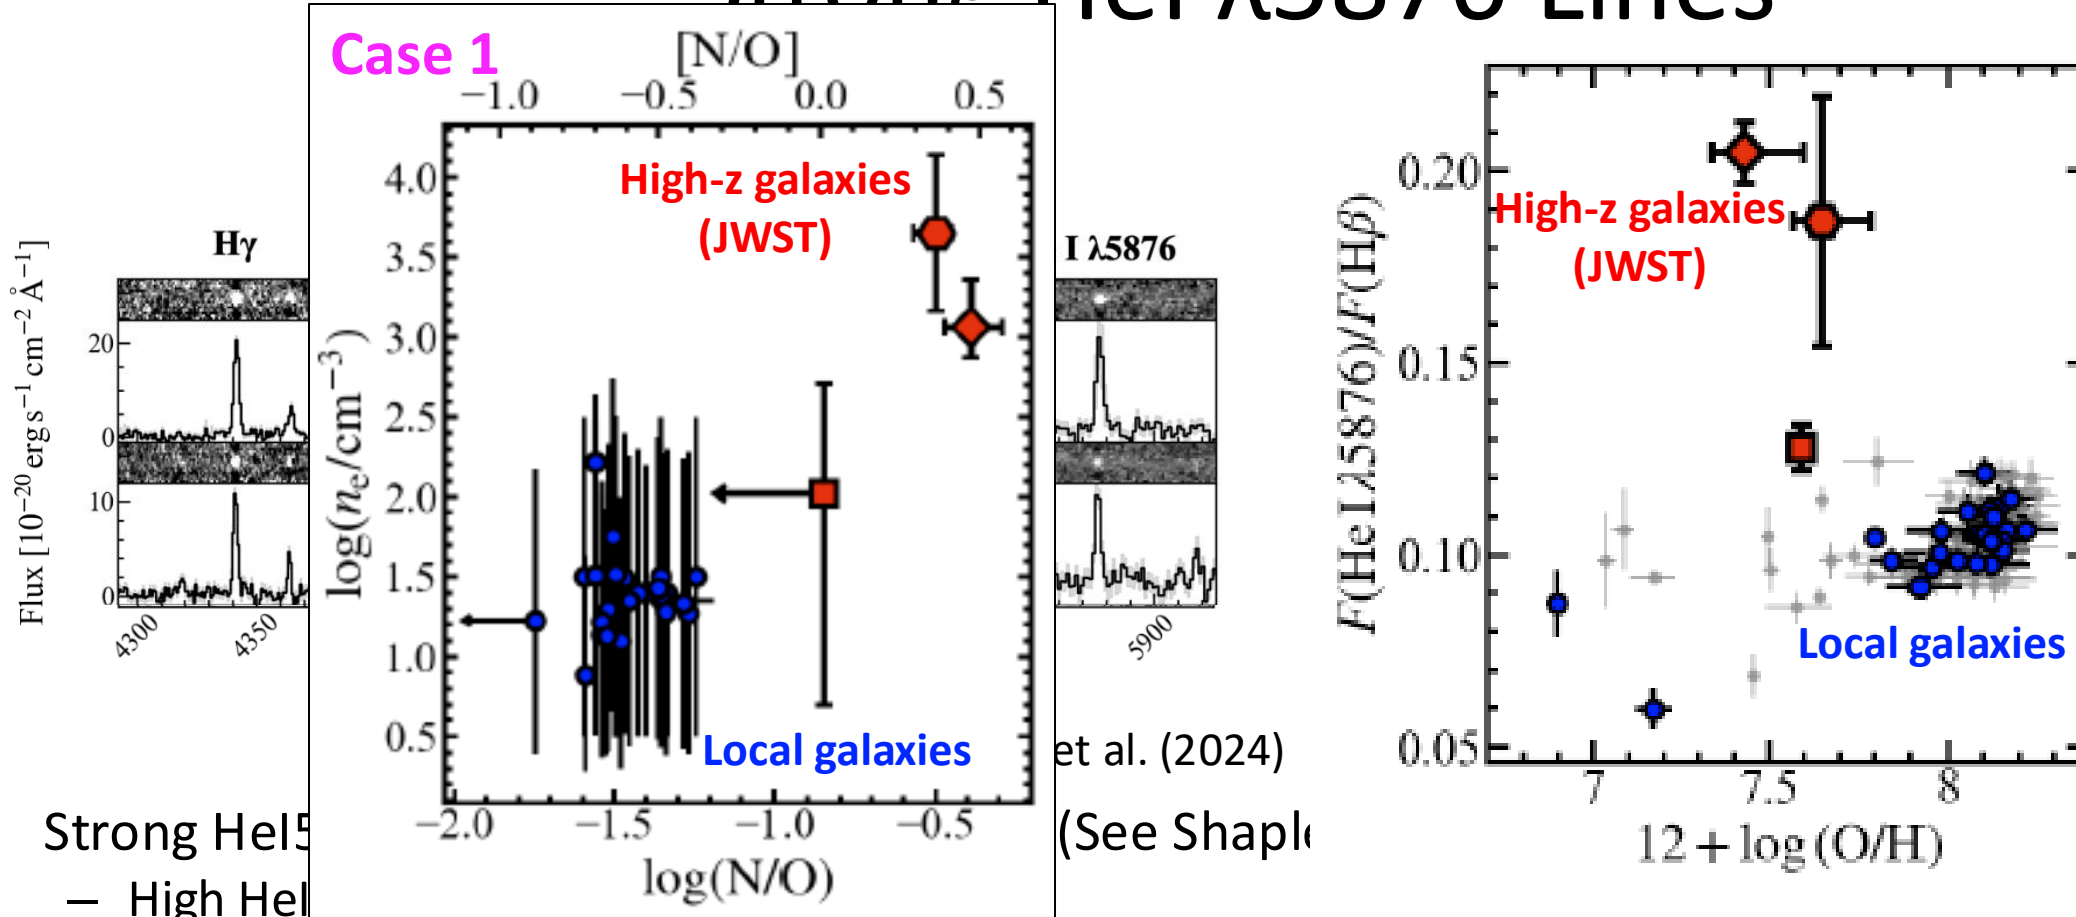 HeI λ5876 Lines
Case 1
[N/O]
−1.0 −0.5 0.0 0.5
4.0
3.5
3.0
2.5
2.0
1.5
1.0
0.5
log(nₑ/cm⁻³)
High-z galaxies
(JWST)
Local galaxies
−2.0 −1.5 −1.0 −0.5
log(N/O)
Hγ
Flux [10⁻²⁰ erg s⁻¹ cm⁻² Å⁻¹]
20
0
10
0
4300 4350
I λ5876
5900
et al. (2024)
0.20
0.15
0.10
0.05
F(He I λ5876)/F(Hβ)
High-z galaxies
(JWST)
Local galaxies
7 7.5 8
12 + log (O/H)
Strong HeI5
(See Shaple
– High HeI